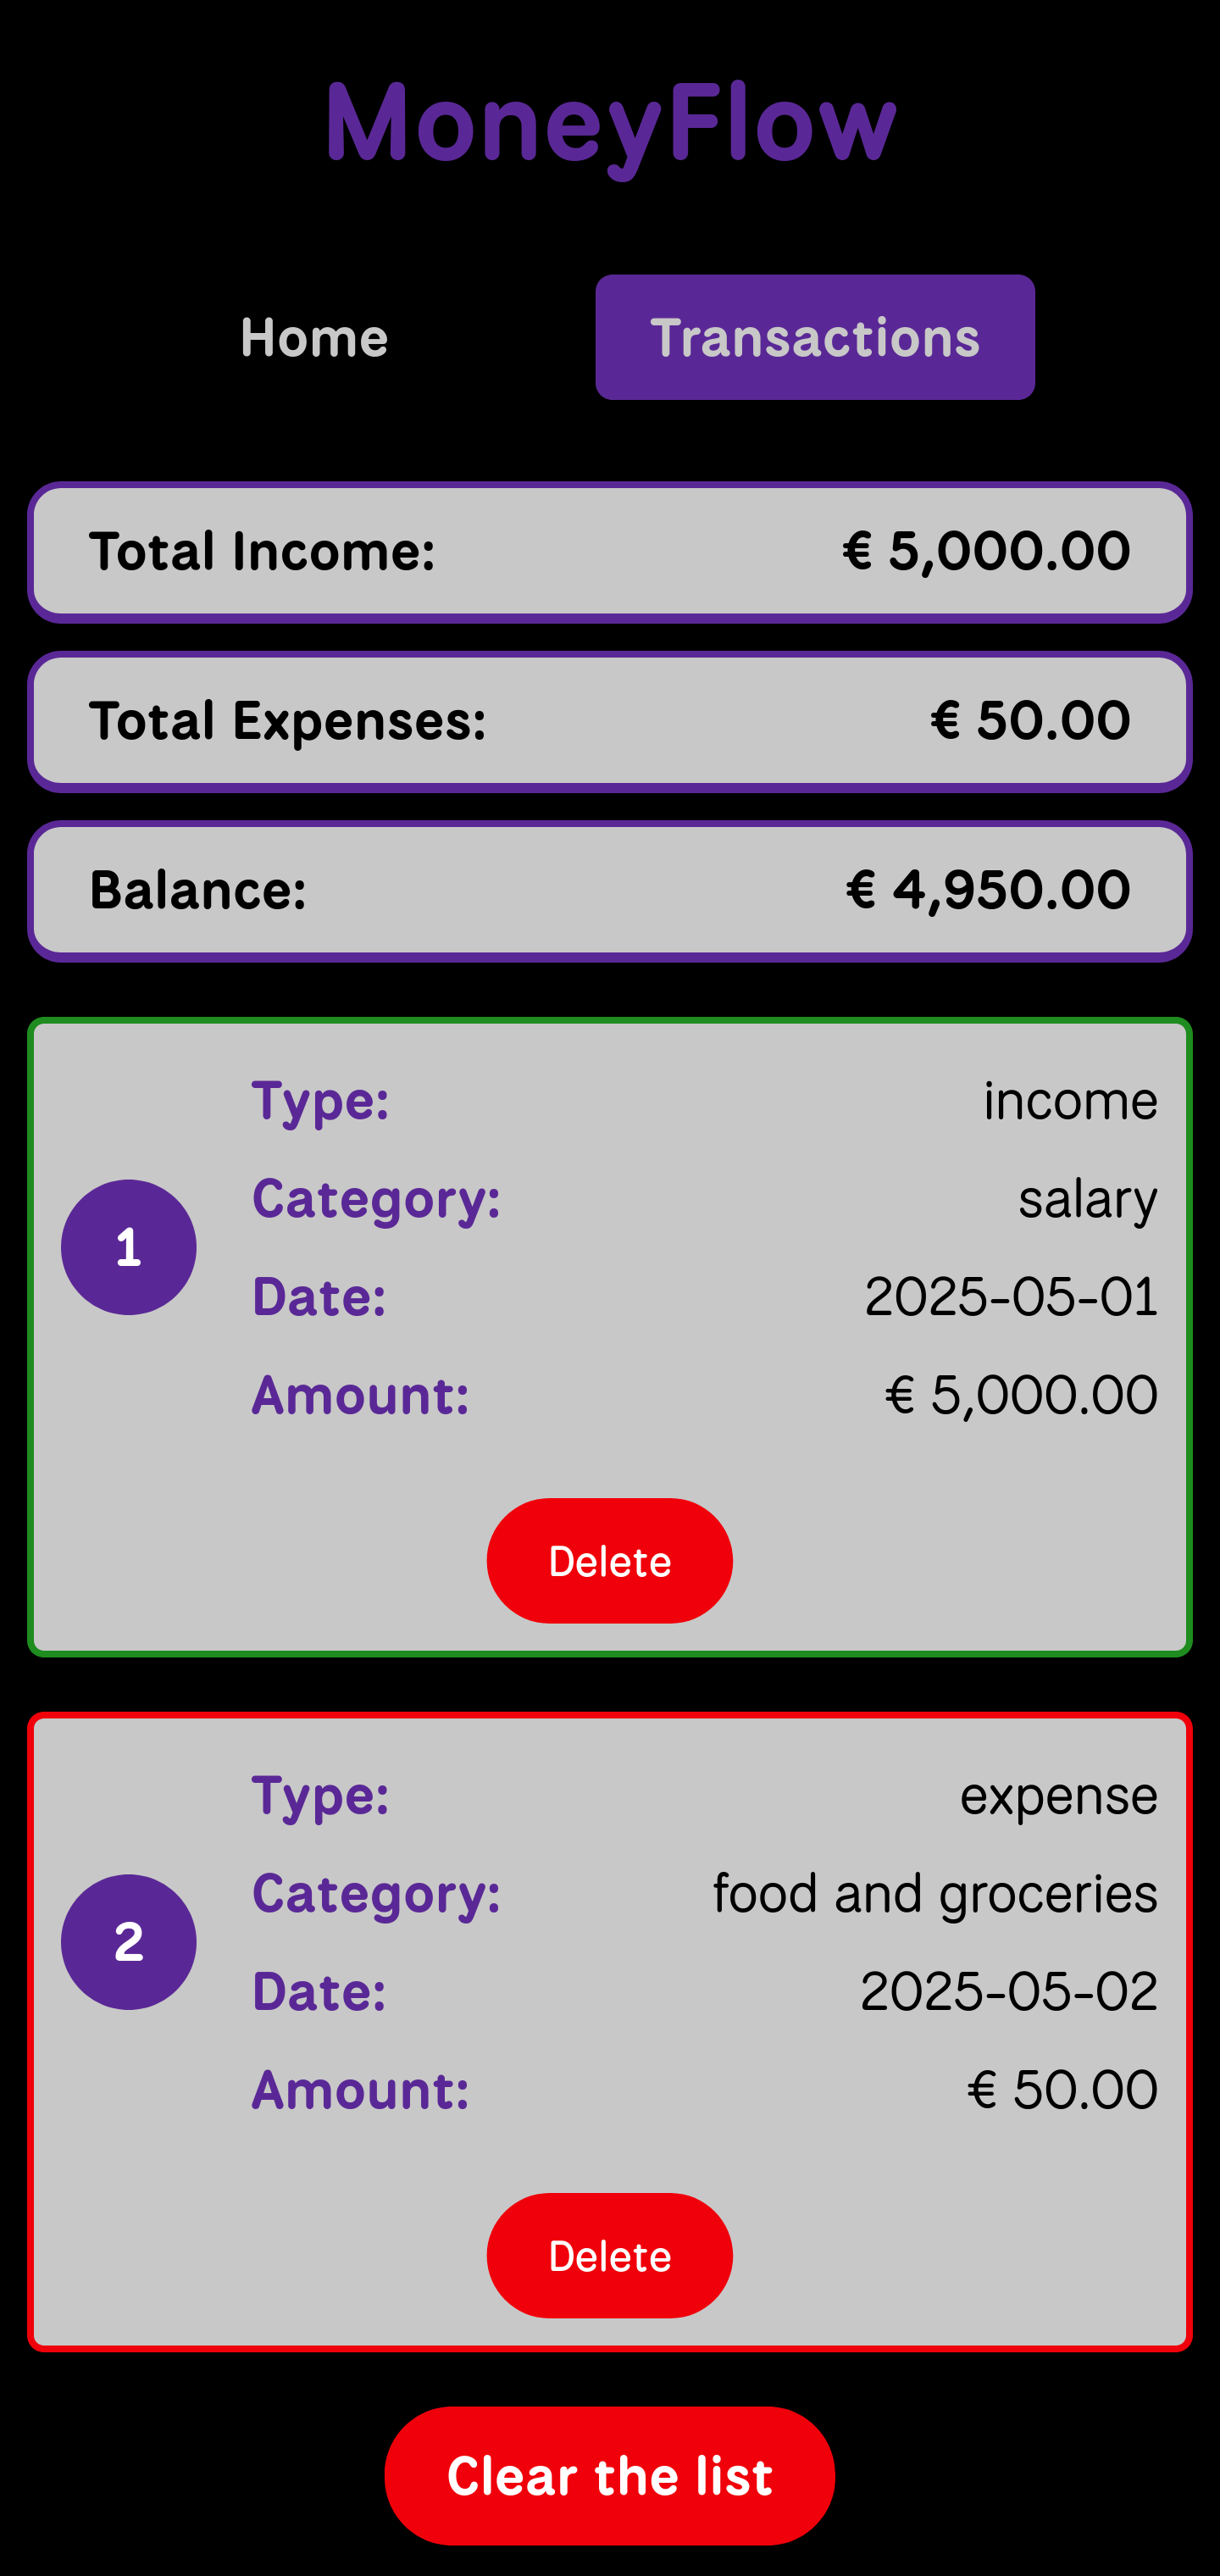 MoneyFlow
Home Transactions
Total Income: € 5,000.00
Total Expenses: € 50.00
Balance: € 4,950.00
Type: income
Category: salary
1
Date: 2025-05-01
Amount: € 5,000.00
Delete
Type: expense
Category: food and groceries
2
Date: 2025-05-02
Amount: € 50.00
Delete
Clear the list